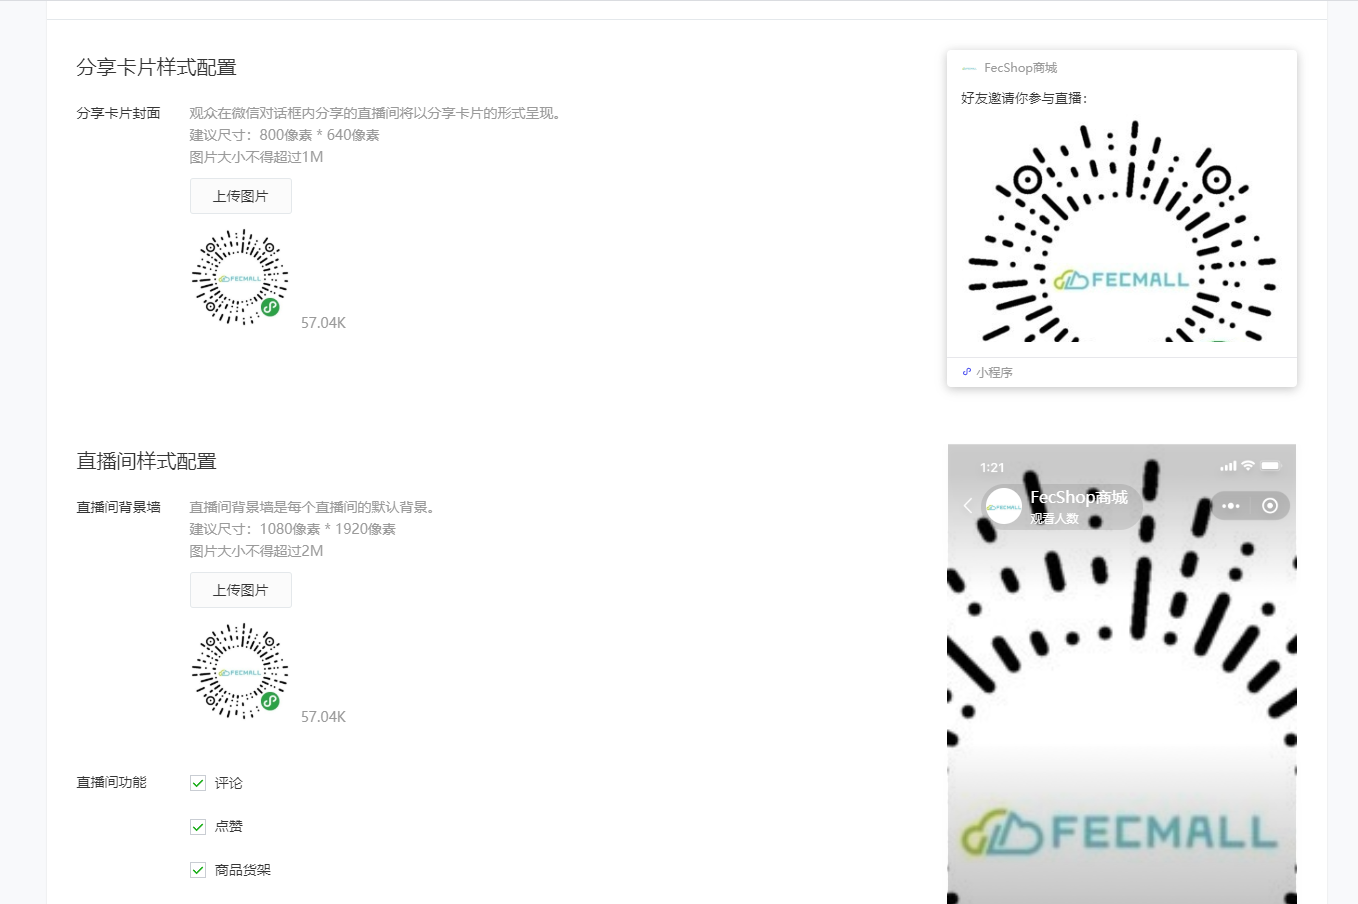 分享卡片样式配置
分享卡片封面
观众在微信对话框内分享的直播间将以分享卡片的形式呈现。
建议尺寸：800像素 * 640像素
图片大小不得超过1M
上传图片
FECMALL
57.04K
FecShop商城
好友邀请你参与直播：
FECMALL
小程序
直播间样式配置
直播间背景墙
直播间背景墙是每个直播间的默认背景。
建议尺寸：1080像素 * 1920像素
图片大小不得超过2M
上传图片
FECMALL
57.04K
直播间功能
评论
点赞
商品货架
1:21
FECMALL
FecShop商城
观看人数
FECMALL